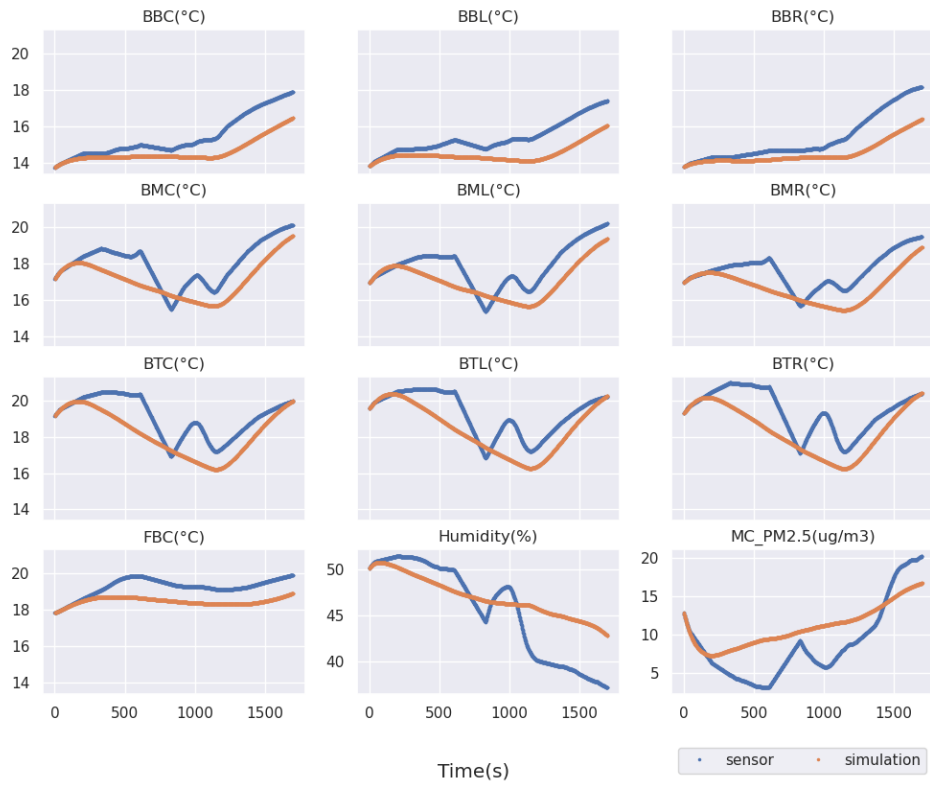 BBC(°C) BBL(°C) BBR(°C)
20
18
16
14
BMC(°C) BML(°C) BMR(°C)
20
18
16
14
BTC(°C) BTL(°C) BTR(°C)
20
18
16
14
FBC(°C) Humidity(%) MC_PM2.5(ug/m3)
20 50 20
18 45 15
16 40 10
14 5
0 500 1000 1500 0 500 1000 1500 0 500 1000 1500
Time(s)
sensor simulation